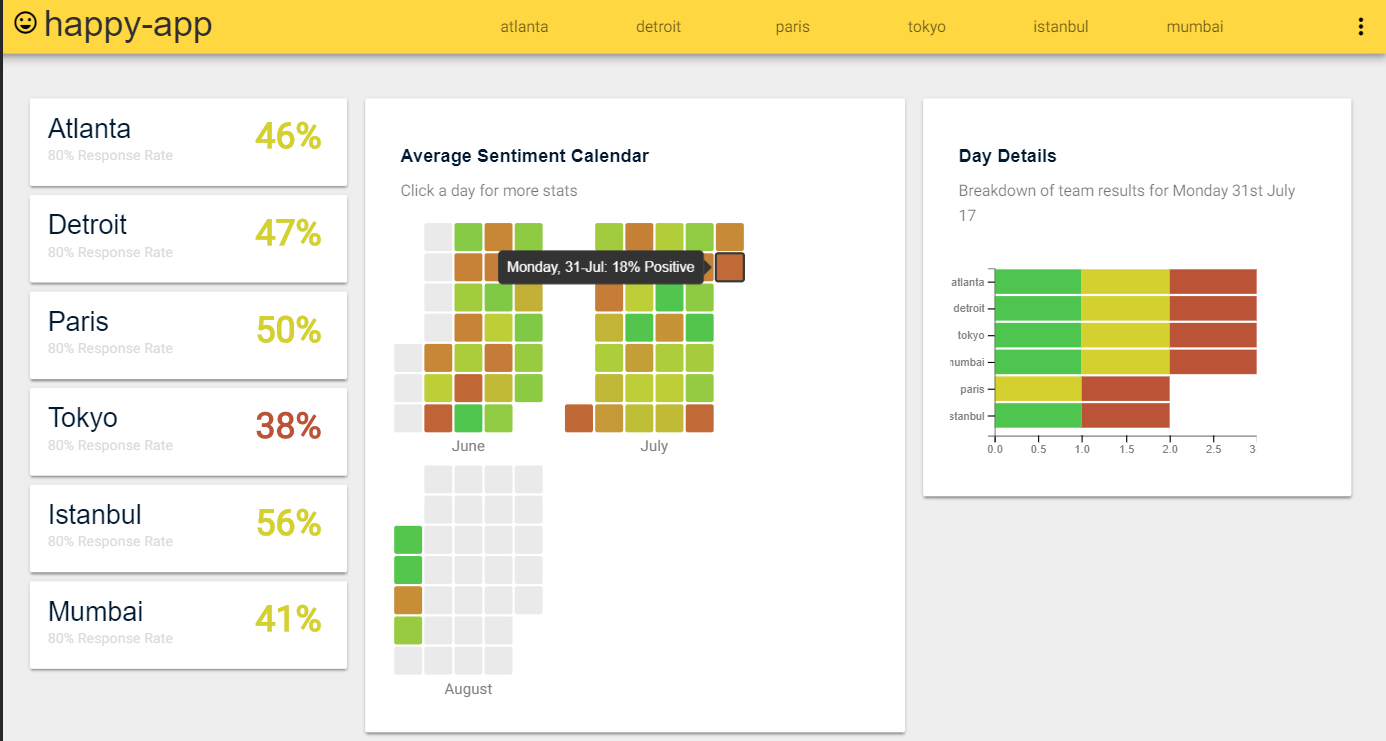 happy-app
atlanta
detroit
paris
tokyo
istanbul
mumbai
Atlanta
46%
80% Response Rate
Detroit
47%
80% Response Rate
Paris
50%
80% Response Rate
Tokyo
38%
80% Response Rate
Istanbul
56%
80% Response Rate
Mumbai
41%
80% Response Rate
Average Sentiment Calendar
Click a day for more stats
Monday, 31-Jul: 18% Positive
June
July
August
Day Details
Breakdown of team results for Monday 31st July
17
atlanta
detroit
tokyo
numbai
paris
stanbul
0.0 0.5 1.0 1.5 2.0 2.5 3